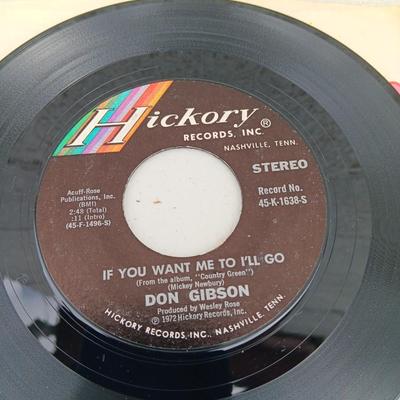 Hickory®
RECORDS, INC.
NASHVILLE, TENN.
STEREO
Record No.
45-K-1638-S
Acuff-Rose
Publications, Inc.
(BMI)
2:48 (Total)
:11 (Intro)
(45-F-1496-S)
IF YOU WANT ME TO I'LL GO
(From the album, "Country Green")
(Mickey Newbury)
DON GIBSON
Produced by Wesley Rose
℗ 1972 Hickory Records, Inc.
HICKORY RECORDS, INC., NASHVILLE, TENN.